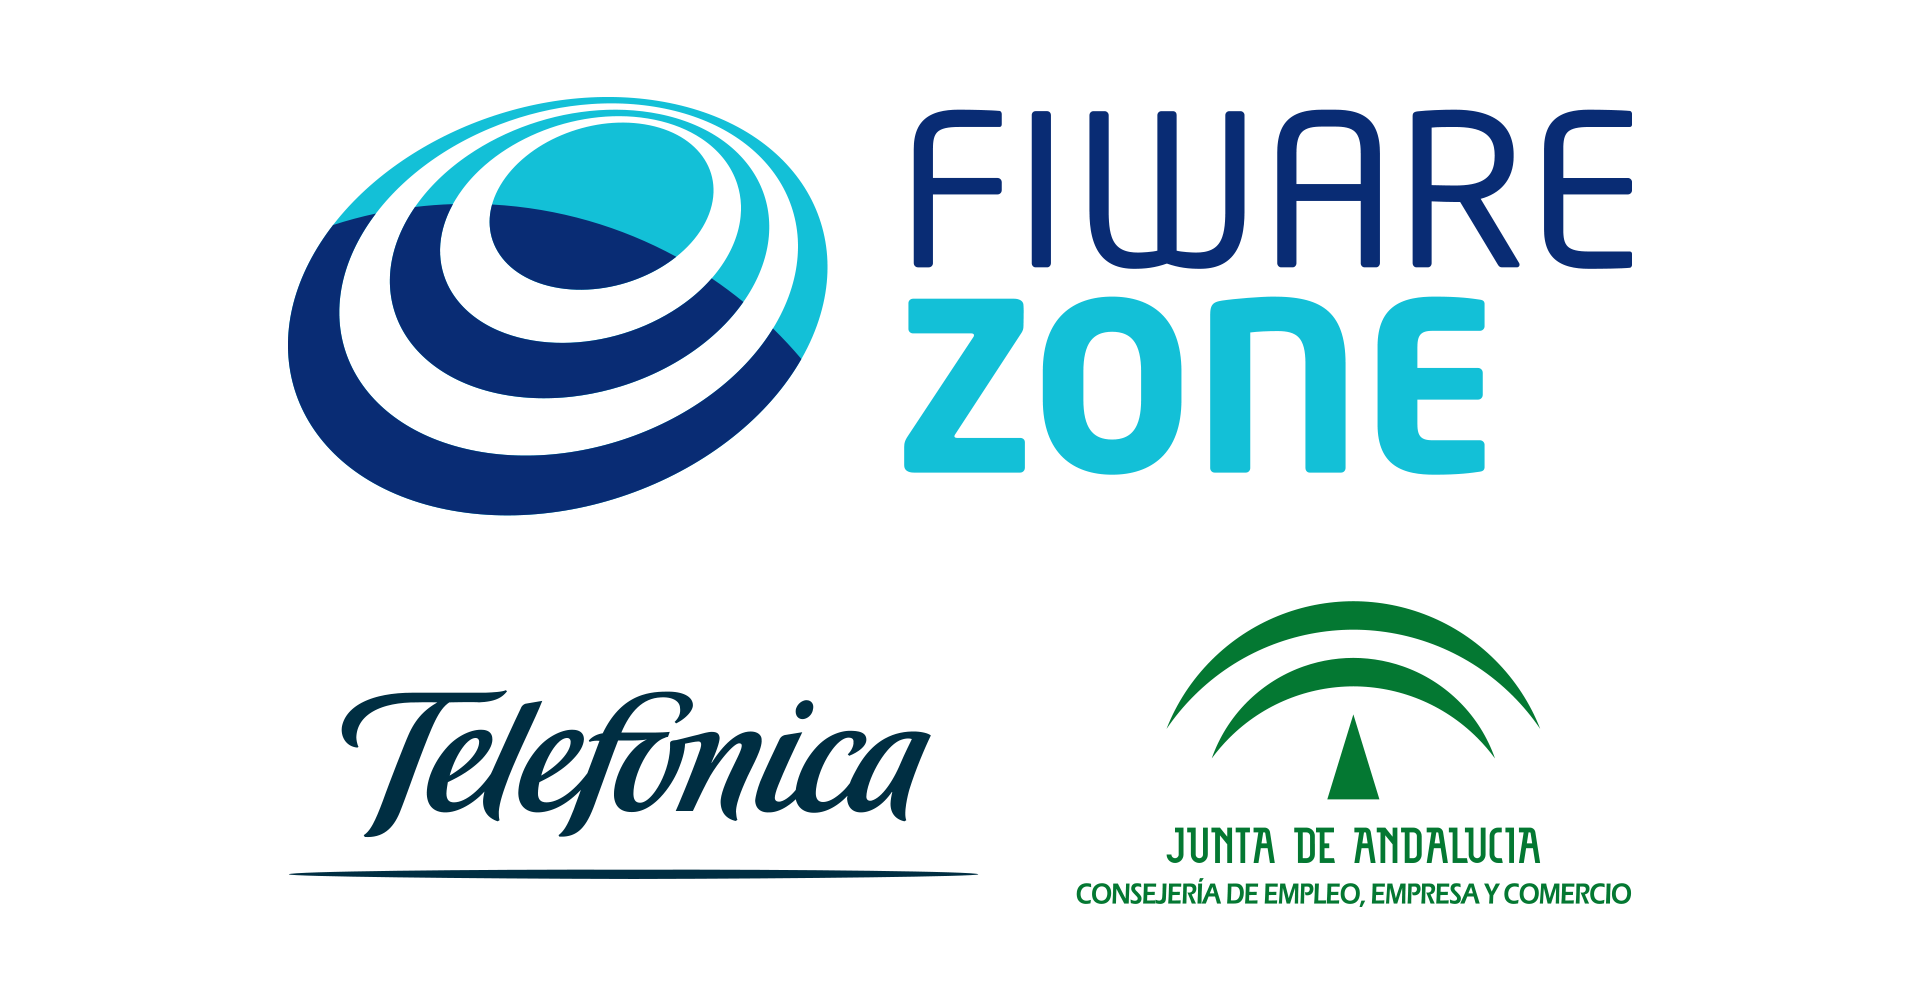 FIWARE
ZONE
Telefonica
JUNTA DE ANDALUCIA
CONSEJERÍA DE EMPLEO, EMPRESA Y COMERCIO